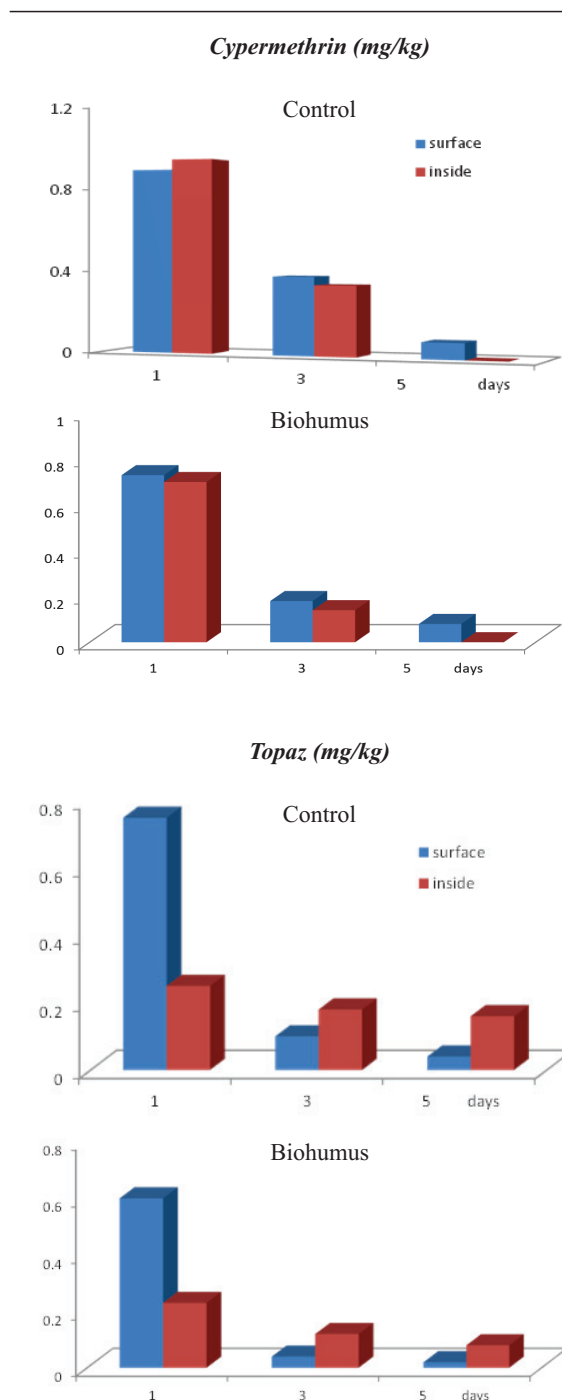 Cypermethrin (mg/kg)
Control
1.2
surface
inside
0.8
0.4
0
1 3 5 days
Biohumus
1
0.8
0.6
0.4
0.2
0
1 3 5 days
Topaz (mg/kg)
Control
0.8
surface
inside
0.6
0.4
0.2
0
1 3 5 days
Biohumus
0.8
0.6
0.4
0.2
0
1 3 5 days